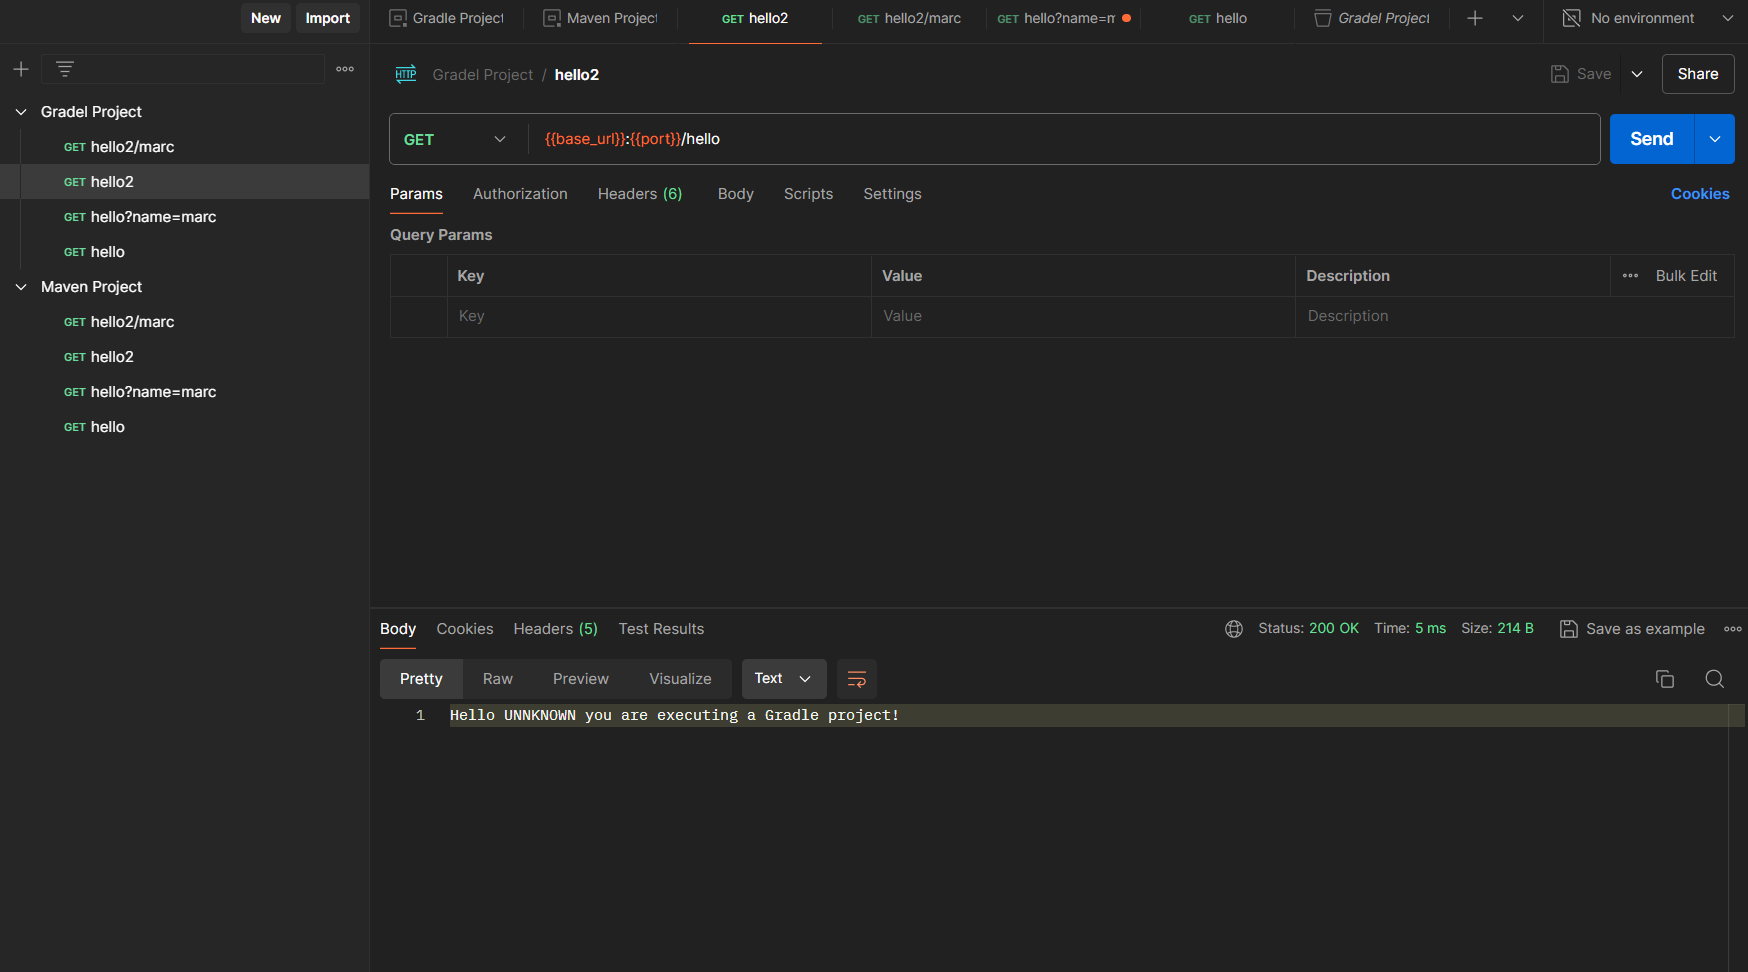 New Import
Gradle Project
Maven Project
GET hello2
GET hello2/marc
GET hello?name=m
GET hello
Gradel Project
No environment
Gradel Project
GET hello2/marc
GET hello2
GET hello?name=marc
GET hello
Maven Project
GET hello2/marc
GET hello2
GET hello?name=marc
GET hello
HTTP Gradel Project / hello2
Save
Share
GET {{base_url}}:{{port}}/hello
Send
Params Authorization Headers (6) Body Scripts Settings Cookies
Query Params
Key Value Description Bulk Edit
Key Value Description
Body Cookies Headers (5) Test Results
Status: 200 OK Time: 5 ms Size: 214 B Save as example
Pretty Raw Preview Visualize Text
1 Hello UNNKNOWN you are executing a Gradle project!